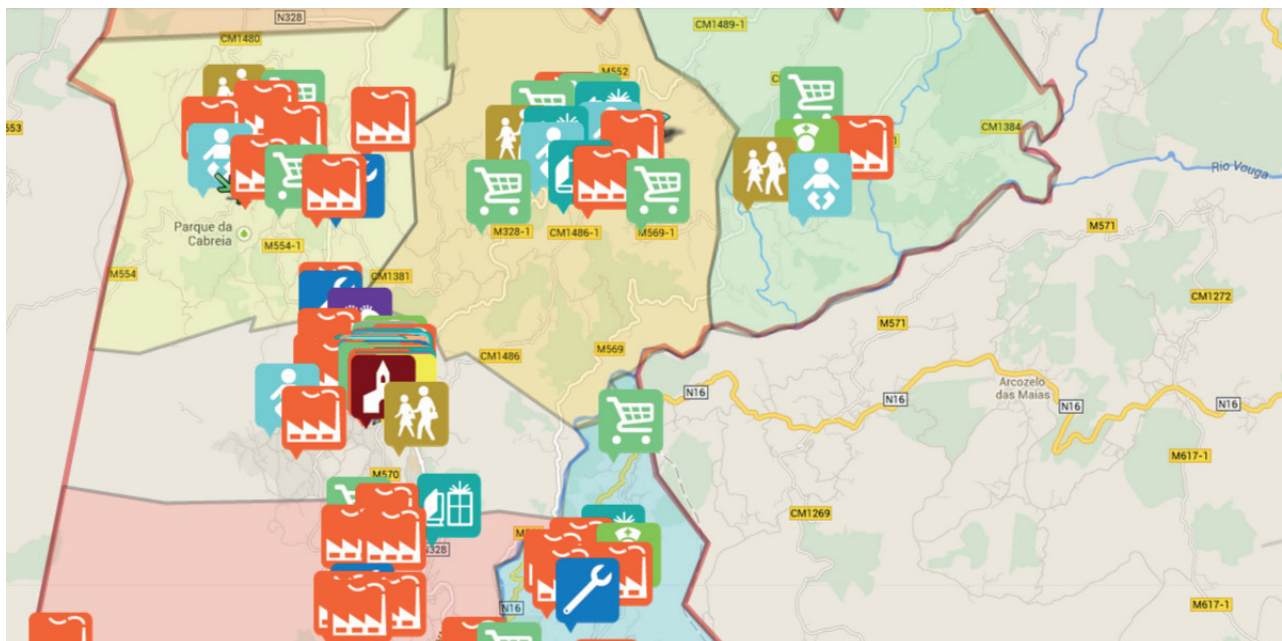 N328
CM1489-1
CM1480
M552
CM1384
Rio Vouga
M571
Parque da
Cabreia
M554-1
M328-1
CM1486-1
M569-1
M554
CM1381
CM1272
M571
M569
CM1486
N16
Arcozelo
das Maias
N16
N16
N16
M617-1
M570
CM1269
N328
N16
M617-1